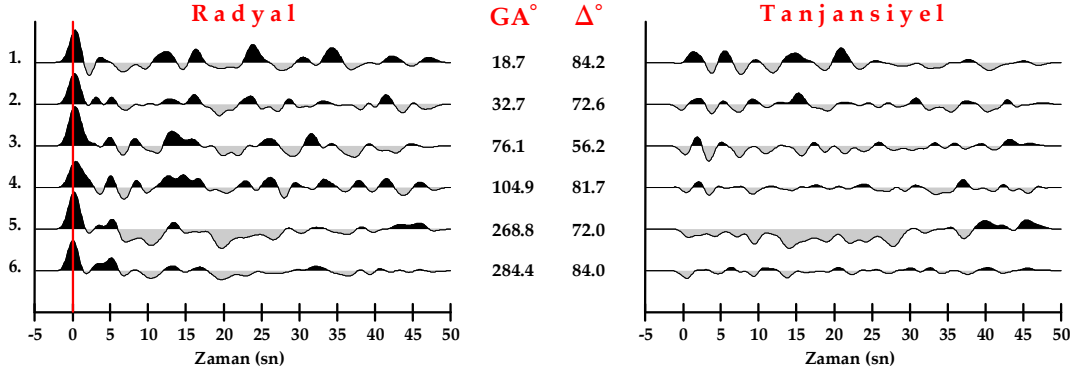 Radyal GA° Δ° Tanjansiyel
1. 18.7 84.2
2. 32.7 72.6
3. 76.1 56.2
4. 104.9 81.7
5. 268.8 72.0
6. 284.4 84.0
-5 0 5 10 15 20 25 30 35 40 45 50 -5 0 5 10 15 20 25 30 35 40 45 50
Zaman (sn) Zaman (sn)